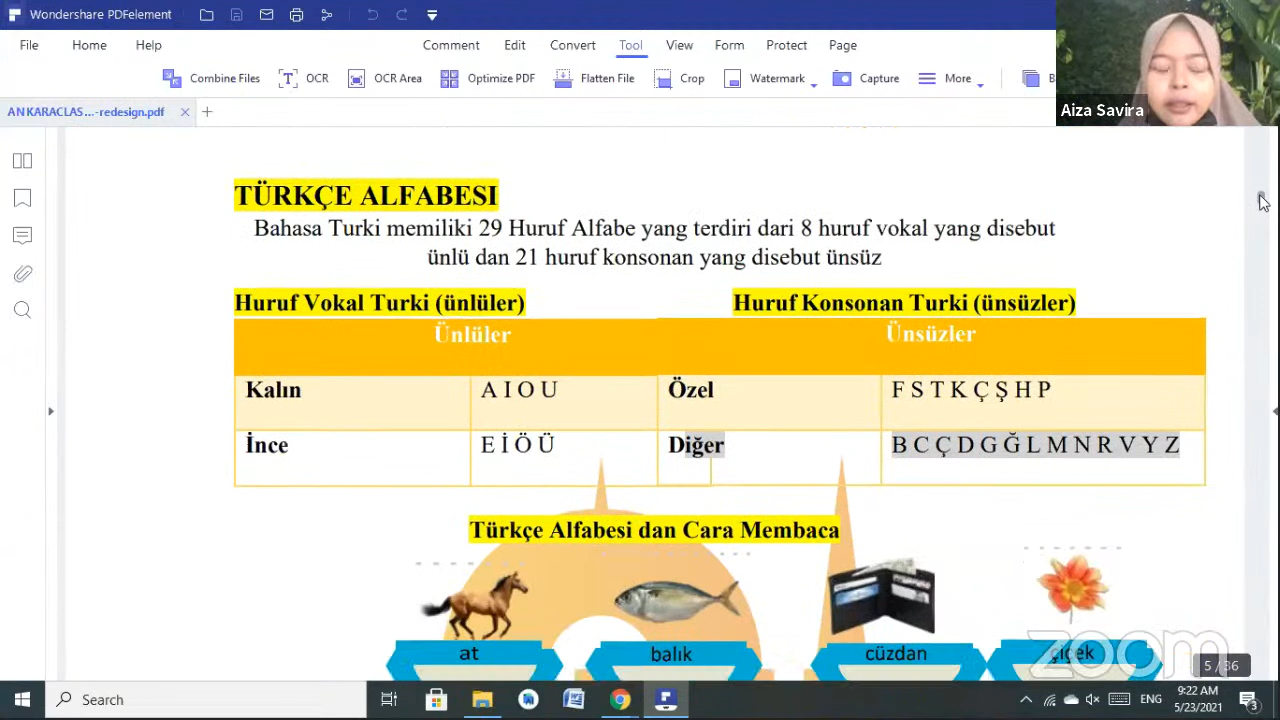 Wondershare PDFelement
File Home Help Comment Edit Convert Tool View Form Protect Page
Combine Files OCR OCR Area Optimize PDF Flatten File Crop Watermark Capture More
Aiza Savira
ANKARACLAS...-redesign.pdf
TÜRKÇE ALFABESI
Bahasa Turki memiliki 29 Huruf Alfabe yang terdiri dari 8 huruf vokal yang disebut
ünlü dan 21 huruf konsonan yang disebut ünsüz
Huruf Vokal Turki (ünlüler) Huruf Konsonan Turki (ünsüzler)
Ünlüler Ünsüzler
Kalın A I O U Özel F S T K Ç Ş H P
İnce E İ Ö Ü Diğer B C Ç D G Ğ L M N R V Y Z
Türkçe Alfabesi dan Cara Membaca
at balık cüzdan çiçek
zoom
5 / 36
Search
ENG
9:22 AM
5/23/2021
3